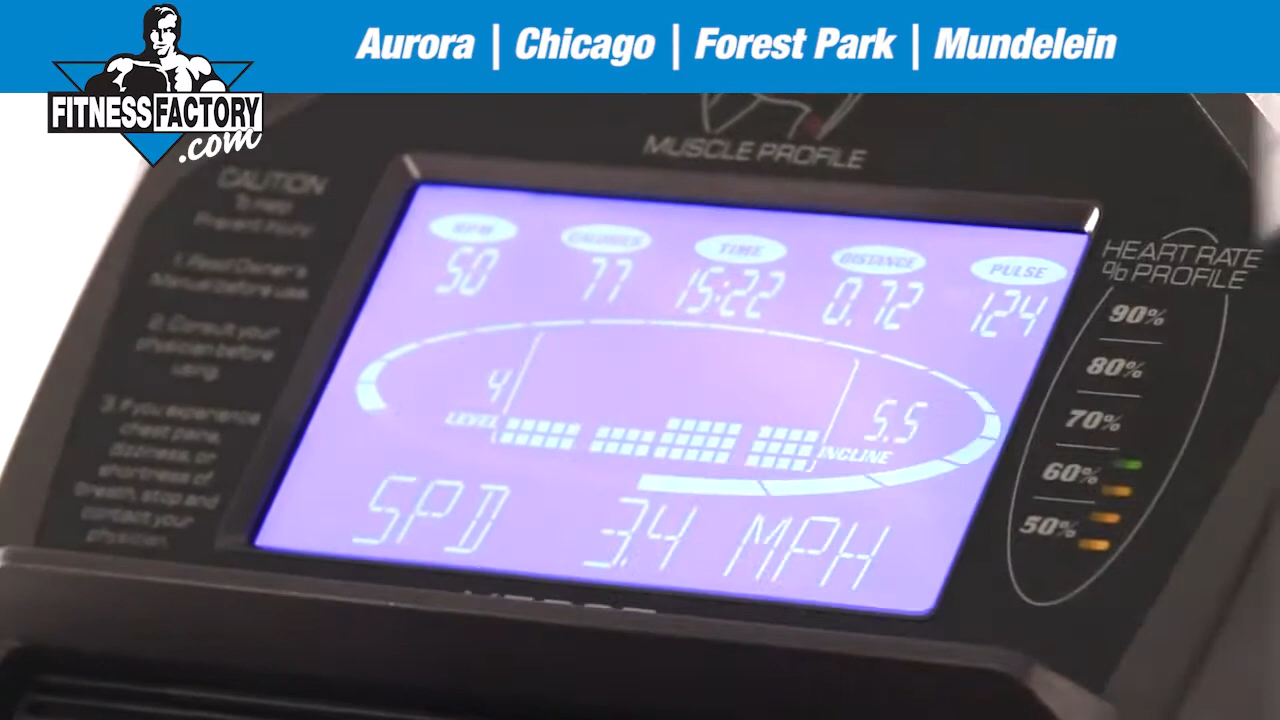 Aurora | Chicago | Forest Park | Mundelein
FITNESSFACTORY
.com
MUSCLE PROFILE
CAUTION
To Help
Prevent Injury:
1. Read Owner's
Manual before use.
2. Consult your
physician before
using.
3. If you experience
chest pains,
dizziness, or
shortness of
breath, stop and
contact your
physician.
RPM CALORIES TIME DISTANCE PULSE
50 77 15:22 0.72 124
4
LEVEL
5.5
INCLINE
SPD 3.4 MPH
HEART RATE
% PROFILE
90%
80%
70%
60%
50%